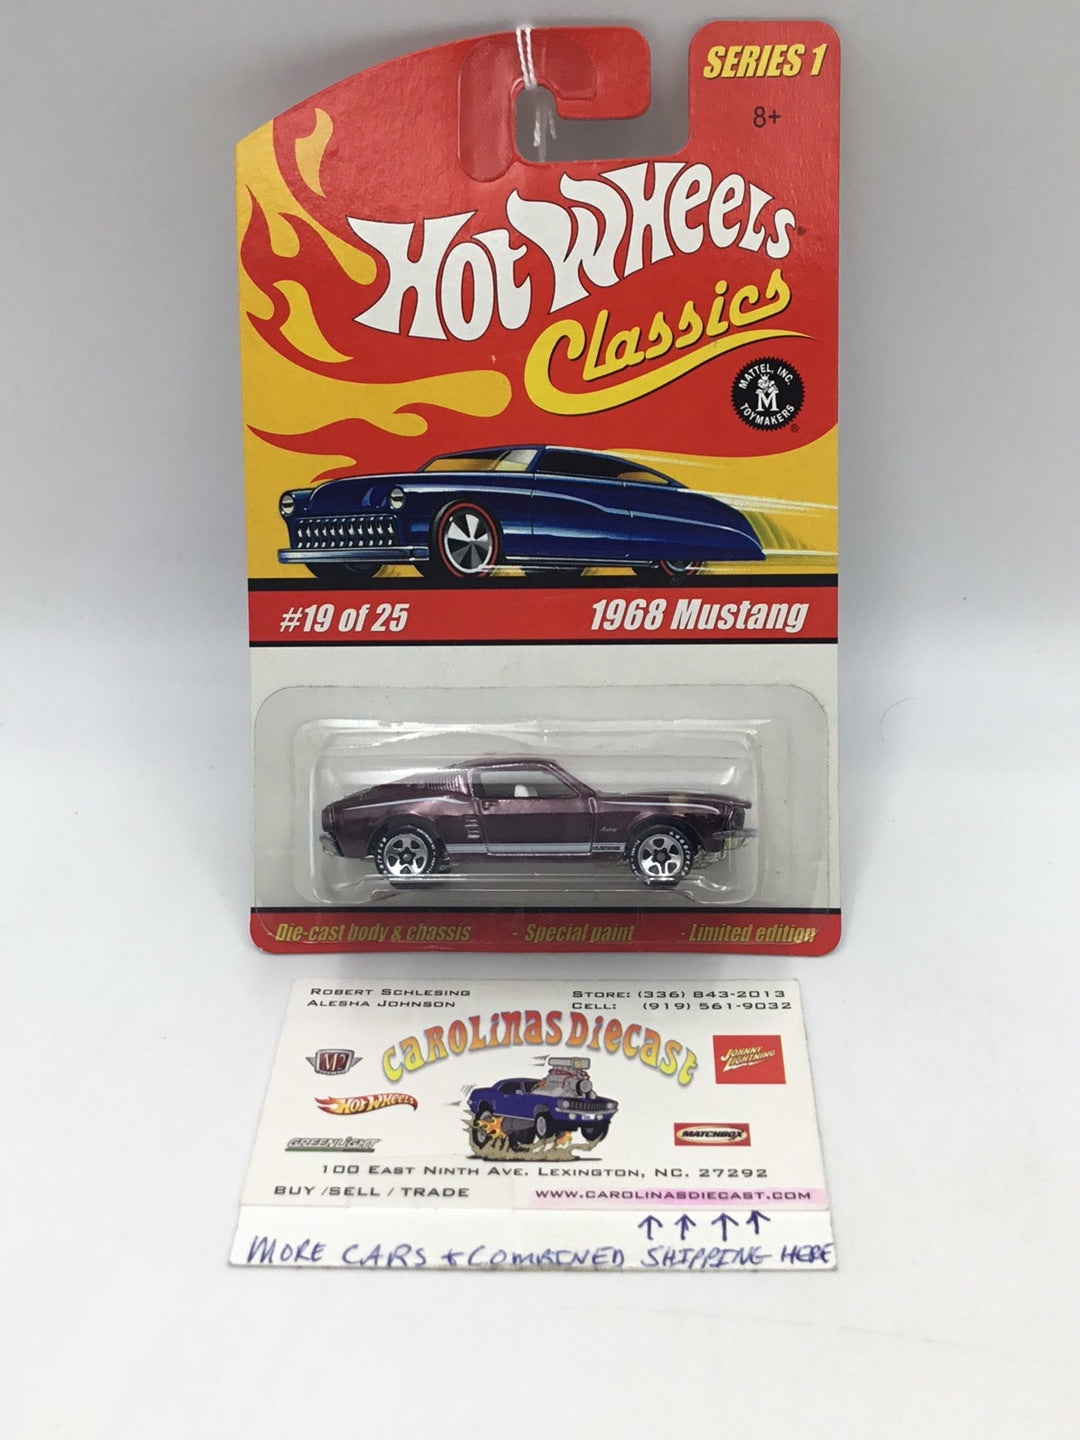 SERIES 1
8+
Hot Wheels®
Classics
MATTEL, INC.
M
TOYMAKERS
®
#19 of 25
1968 Mustang
Mustang
MUSTANG
Die-cast body & chassis - Special paint - Limited edition
ROBERT SCHLESING
STORE: (336) 843-2013
ALESHA JOHNSON
CELL: (919) 561-9032
CAROLINAS DIECAST
M2
JOHNNY LIGHTNING
HOT WHEELS
GREENLIGHT
MATCHBOX
100 EAST NINTH AVE. LEXINGTON, NC. 27292
BUY /SELL / TRADE
WWW.CAROLINASDIECAST.COM
MORE CARS + COMBINED SHIPPING HERE